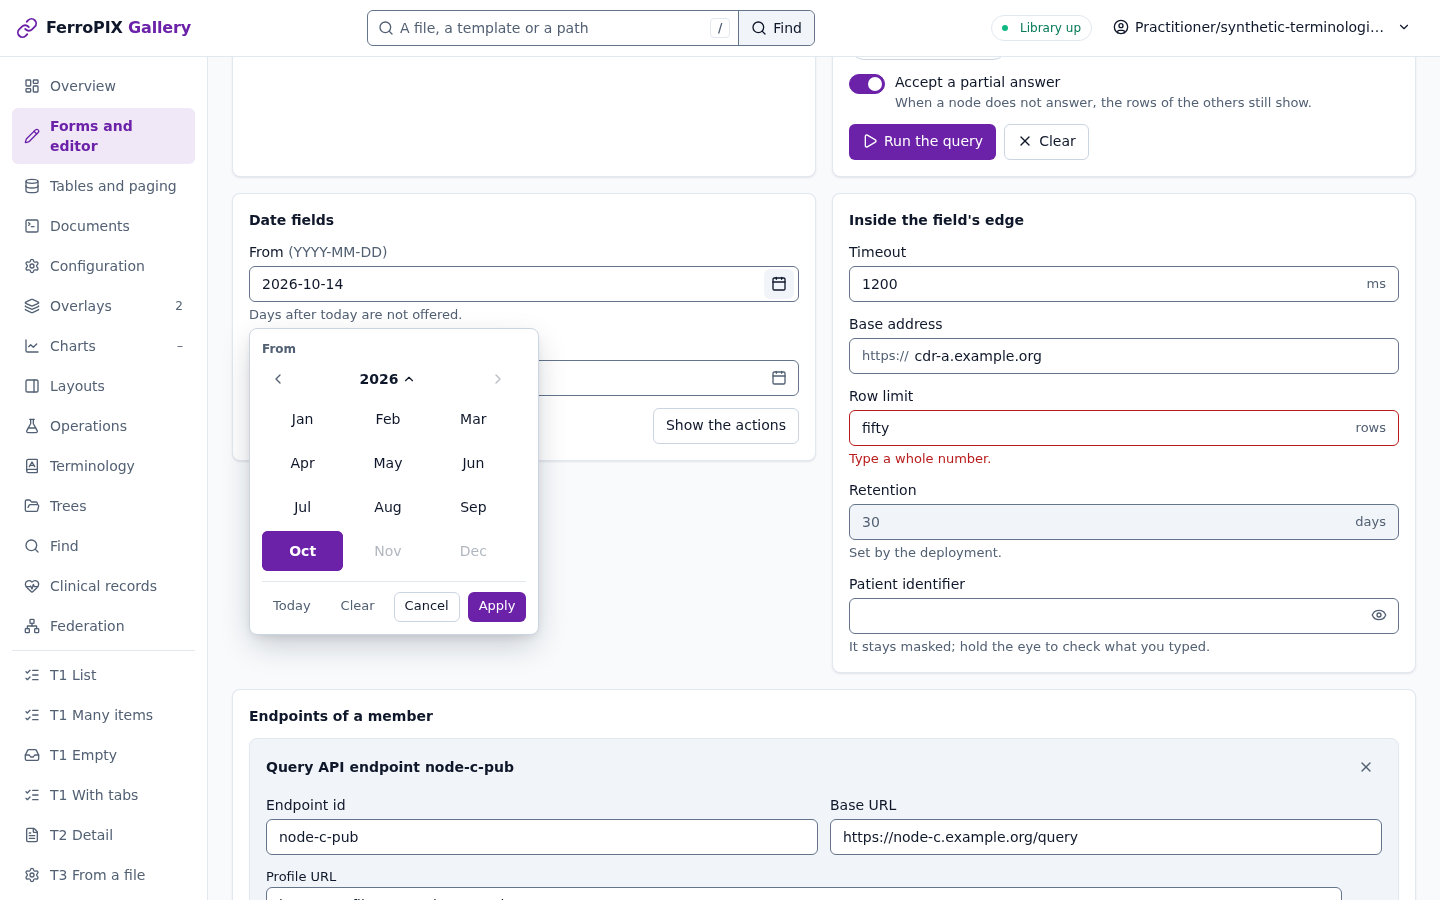 FerroPIX Gallery
A file, a template or a path
/
Find
Library up
Practitioner/synthetic-terminologi...
Overview
Forms and
editor
Tables and paging
Documents
Configuration
Overlays
2
Charts
–
Layouts
Operations
Terminology
Trees
Find
Clinical records
Federation
T1 List
T1 Many items
T1 Empty
T1 With tabs
T2 Detail
T3 From a file
Accept a partial answer
When a node does not answer, the rows of the others still show.
Run the query
Clear
Date fields
From (YYYY-MM-DD)
2026-10-14
Days after today are not offered.
From
2026
Jan Feb Mar
Apr May Jun
Jul Aug Sep
Oct Nov Dec
Today Clear Cancel Apply
Show the actions
Inside the field's edge
Timeout
1200 ms
Base address
https:// cdr-a.example.org
Row limit
fifty rows
Type a whole number.
Retention
30 days
Set by the deployment.
Patient identifier
It stays masked; hold the eye to check what you typed.
Endpoints of a member
Query API endpoint node-c-pub
Endpoint id
node-c-pub
Base URL
https://node-c.example.org/query
Profile URL